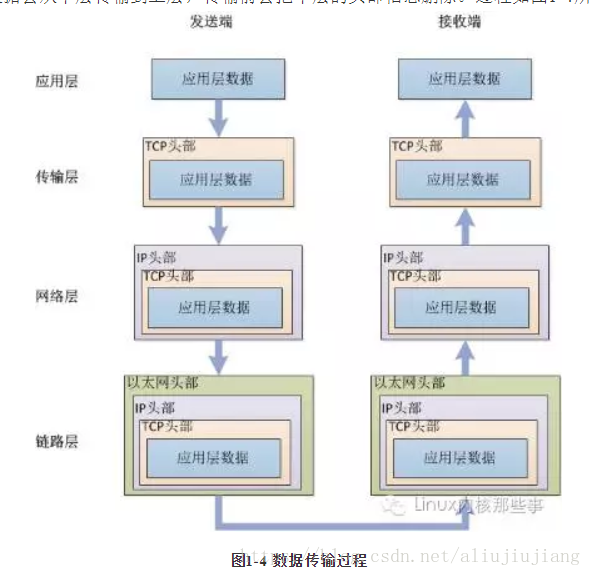 发送端 接收端
应用层 应用层数据 应用层数据
TCP头部 TCP头部
传输层 应用层数据 应用层数据
IP头部 IP头部
TCP头部 TCP头部
网络层 应用层数据 应用层数据
以太网头部 以太网头部
IP头部 IP头部
TCP头部 TCP头部
链路层 应用层数据 应用层数据
Linux内核那些事
图1-4 数据传输过程
csdn.net/aliujiujiang